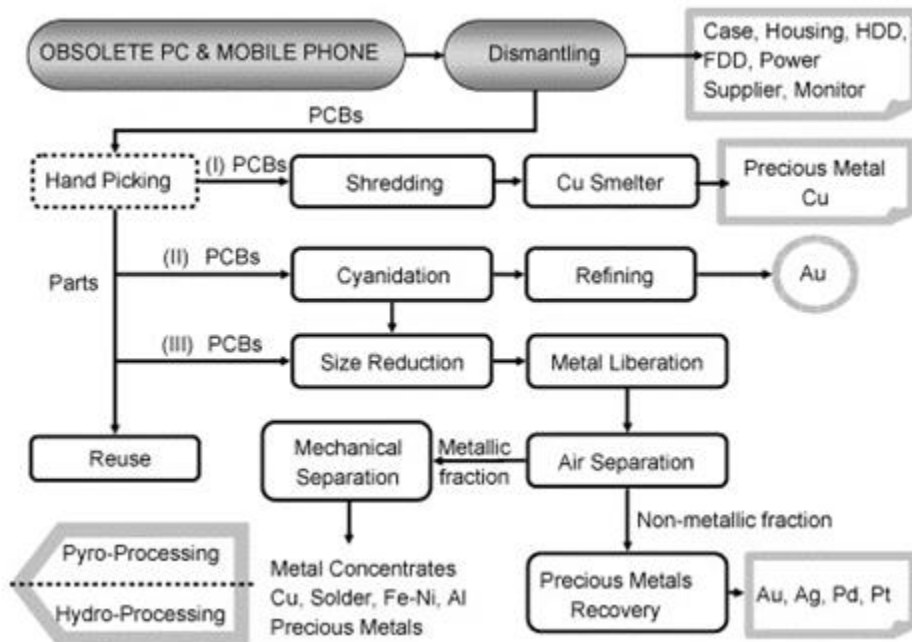 OBSOLETE PC & MOBILE PHONE
Dismantling
Case, Housing, HDD,
FDD, Power
Supplier, Monitor
PCBs
Hand Picking
(I) PCBs
Shredding
Cu Smelter
Precious Metal
Cu
Parts
(II) PCBs
Cyanidation
Refining
Au
(III) PCBs
Size Reduction
Metal Liberation
Reuse
Mechanical
Separation
Metallic
fraction
Air Separation
Non-metallic fraction
Pyro-Processing
Hydro-Processing
Metal Concentrates
Cu, Solder, Fe-Ni, Al
Precious Metals
Precious Metals
Recovery
Au, Ag, Pd, Pt